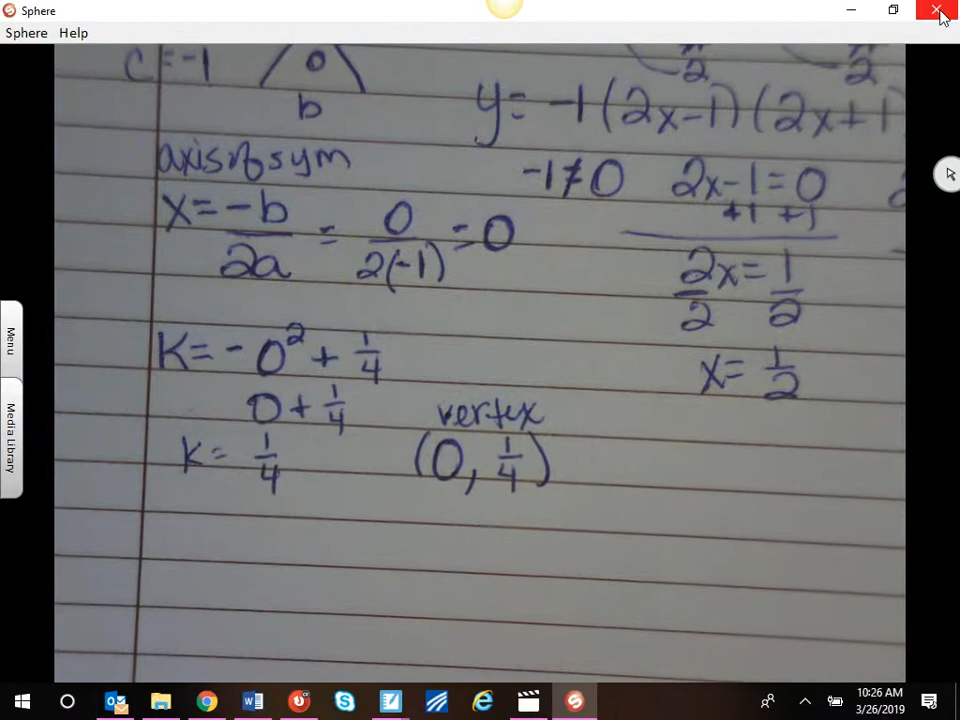 Sphere
Sphere Help
C=-1
0
b
π/2 π/2
y= -1(2x-1)(2x+1)
axis of sym
x= -b/2a = 0/2(-1) = 0
-1≠0
2x-1=0
+1 +1
2x/2 = 1/2
x= 1/2
K= -0² + 1/4
0 + 1/4
k= 1/4
vertex
(0, 1/4)
Menu
Media Library
10:26 AM
3/26/2019